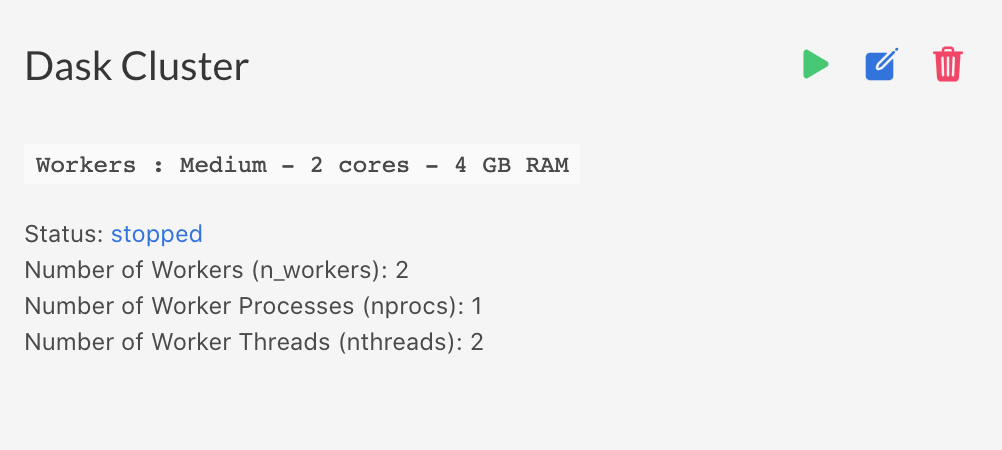 Dask Cluster
Workers : Medium – 2 cores – 4 GB RAM
Status: stopped
Number of Workers (n_workers): 2
Number of Worker Processes (nprocs): 1
Number of Worker Threads (nthreads): 2